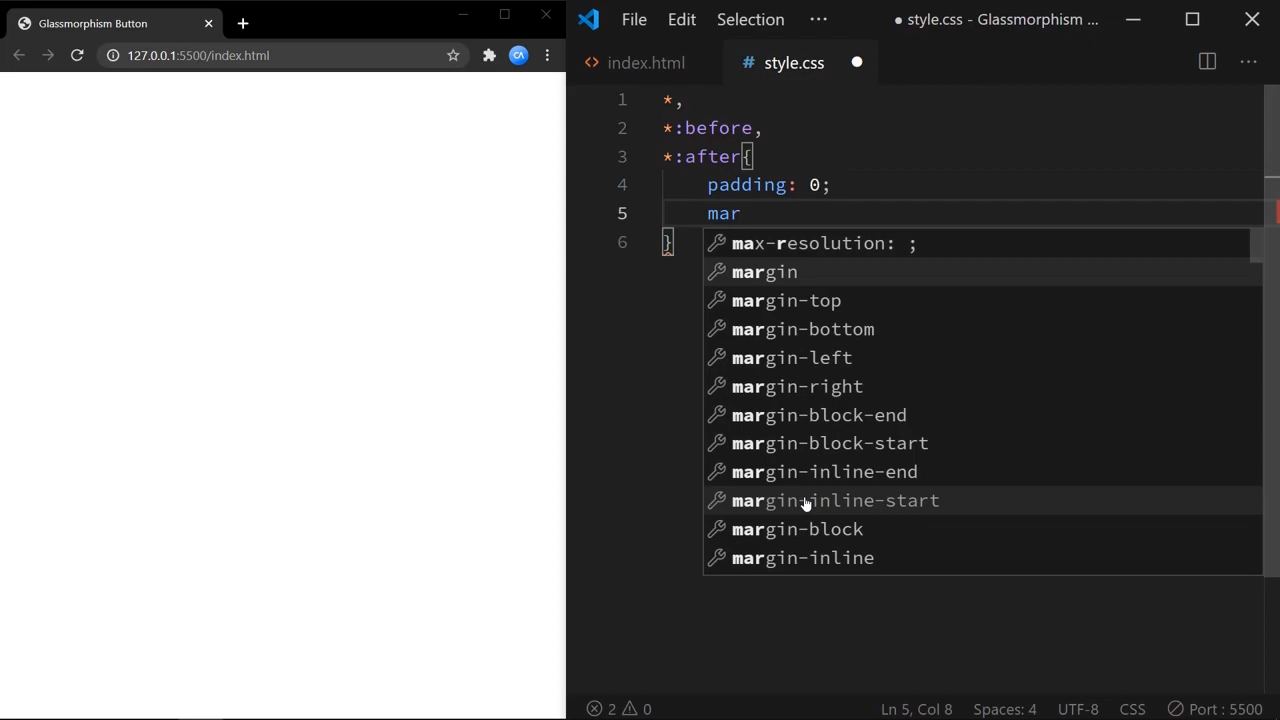 Glassmorphism Button
127.0.0.1:5500/index.html
CA
File Edit Selection ···
● style.css - Glassmorphism ...
<> index.html
# style.css ●
1 *,
2 *:before,
3 *:after{
4 padding: 0;
5 mar
6 }
max-resolution: ;
margin
margin-top
margin-bottom
margin-left
margin-right
margin-block-end
margin-block-start
margin-inline-end
margin-inline-start
margin-block
margin-inline
2 0 Ln 5, Col 8 Spaces: 4 UTF-8 CSS Port : 5500